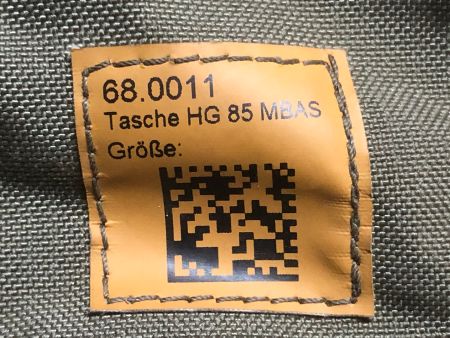 68.0011
Tasche HG 85 MBAS
Größe: